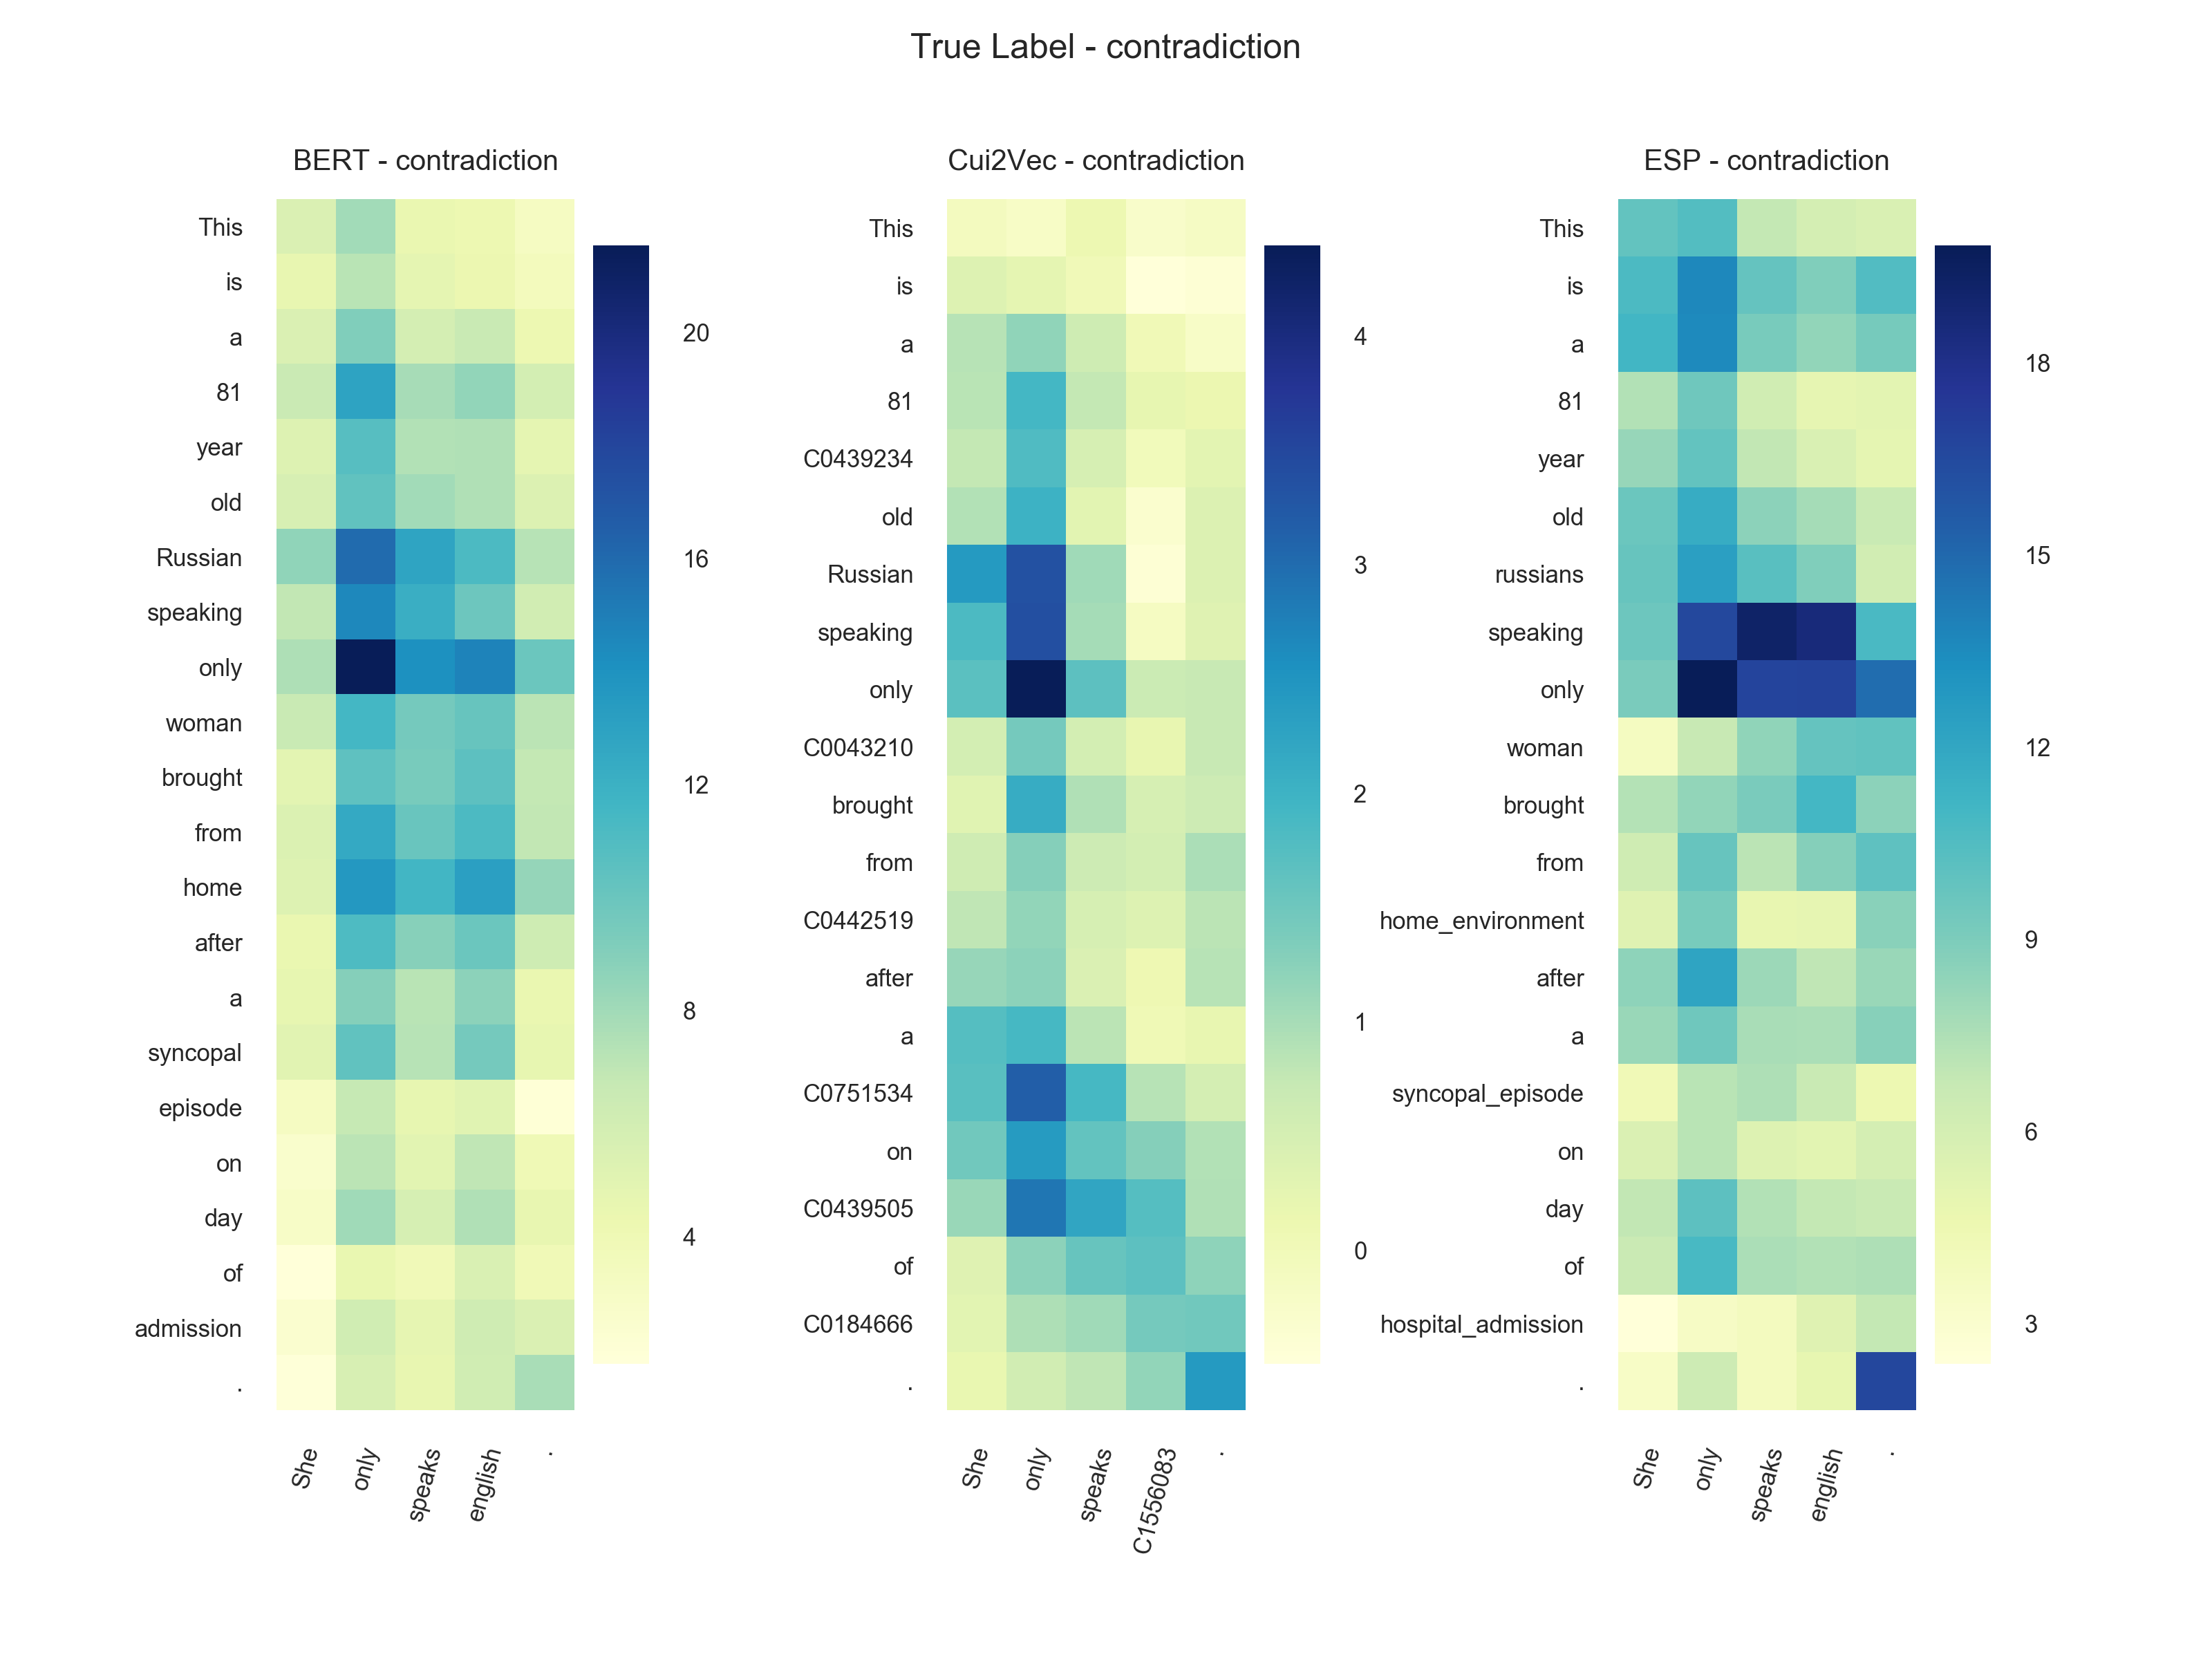 True Label - contradiction
BERT - contradiction
This
is
a
81
year
old
Russian
speaking
only
woman
brought
from
home
after
a
syncopal
episode
on
day
of
admission
.
She
only
speaks
english
.
20
16
12
8
4
Cui2Vec - contradiction
This
is
a
81
C0439234
old
Russian
speaking
only
C0043210
brought
from
C0442519
after
a
C0751534
on
C0439505
of
C0184666
.
She
only
speaks
C1556083
.
4
3
2
1
0
ESP - contradiction
This
is
a
81
year
old
russians
speaking
only
woman
brought
from
home_environment
after
a
syncopal_episode
on
day
of
hospital_admission
.
She
only
speaks
english
.
18
15
12
9
6
3